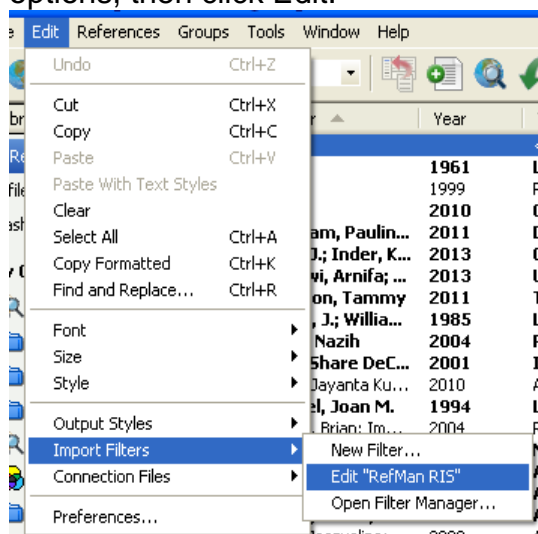 options, then click Edit.
Edit References Groups Tools Window Help
Undo Ctrl+Z
Cut Ctrl+X
Copy Ctrl+C
Paste Ctrl+V
Paste With Text Styles
Clear
Select All Ctrl+A
Copy Formatted Ctrl+K
Find and Replace... Ctrl+R
Font
Size
Style
Output Styles
Import Filters
Connection Files
Preferences...
New Filter...
Edit "RefMan RIS"
Open Filter Manager...
Year
1961
1999
2010
am, Paulin... 2011
J.; Inder, K... 2013
wi, Arnifa; ... 2013
on, Tammy 2011
, J.; Willia... 1985
Nazih 2004
Share DeC... 2001
Jayanta Ku... 2010
el, Joan M. 1994
, Brian; Im... 2004